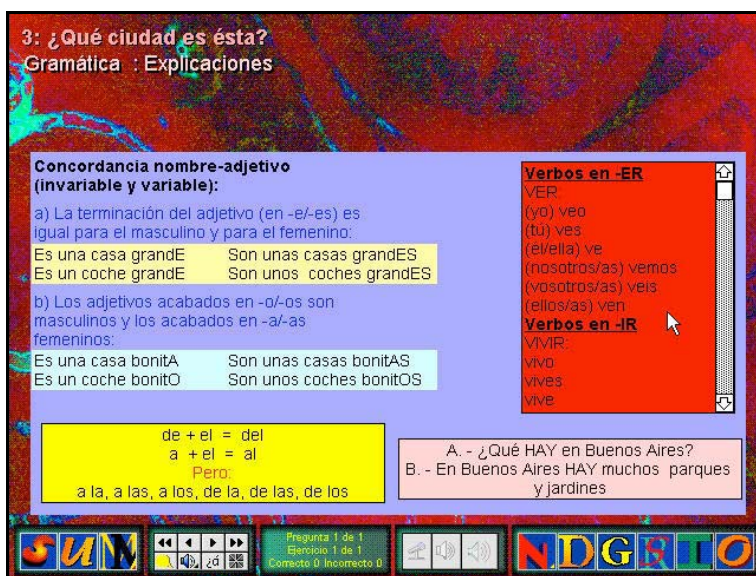 3: ¿Qué ciudad es ésta?
Gramática : Explicaciones
Concordancia nombre-adjetivo
(invariable y variable):
a) La terminación del adjetivo (en -e/-es) es
igual para el masculino y para el femenino:
Es una casa grandE Son unas casas grandES
Es un coche grandE Son unos coches grandES
b) Los adjetivos acabados en -o/-os son
masculinos y los acabados en -a/-as
femeninos:
Es una casa bonitA Son unas casas bonitAS
Es un coche bonitO Son unos coches bonitOS
Verbos en -ER
VER:
(yo) veo
(tú) ves
(él/ella) ve
(nosotros/as) vemos
(vosotros/as) veis
(ellos/as) ven
Verbos en -IR
VIVIR:
vivo
vives
vive
de + el = del
a + el = al
Pero:
a la, a las, a los, de la, de las, de los
A. - ¿Qué HAY en Buenos Aires?
B. - En Buenos Aires HAY muchos parques
y jardines
SUN
¿á
Pregunta 1 de 1
Ejercicio 1 de 1
Correcto 0 Incorrecto 0
N D G S I O